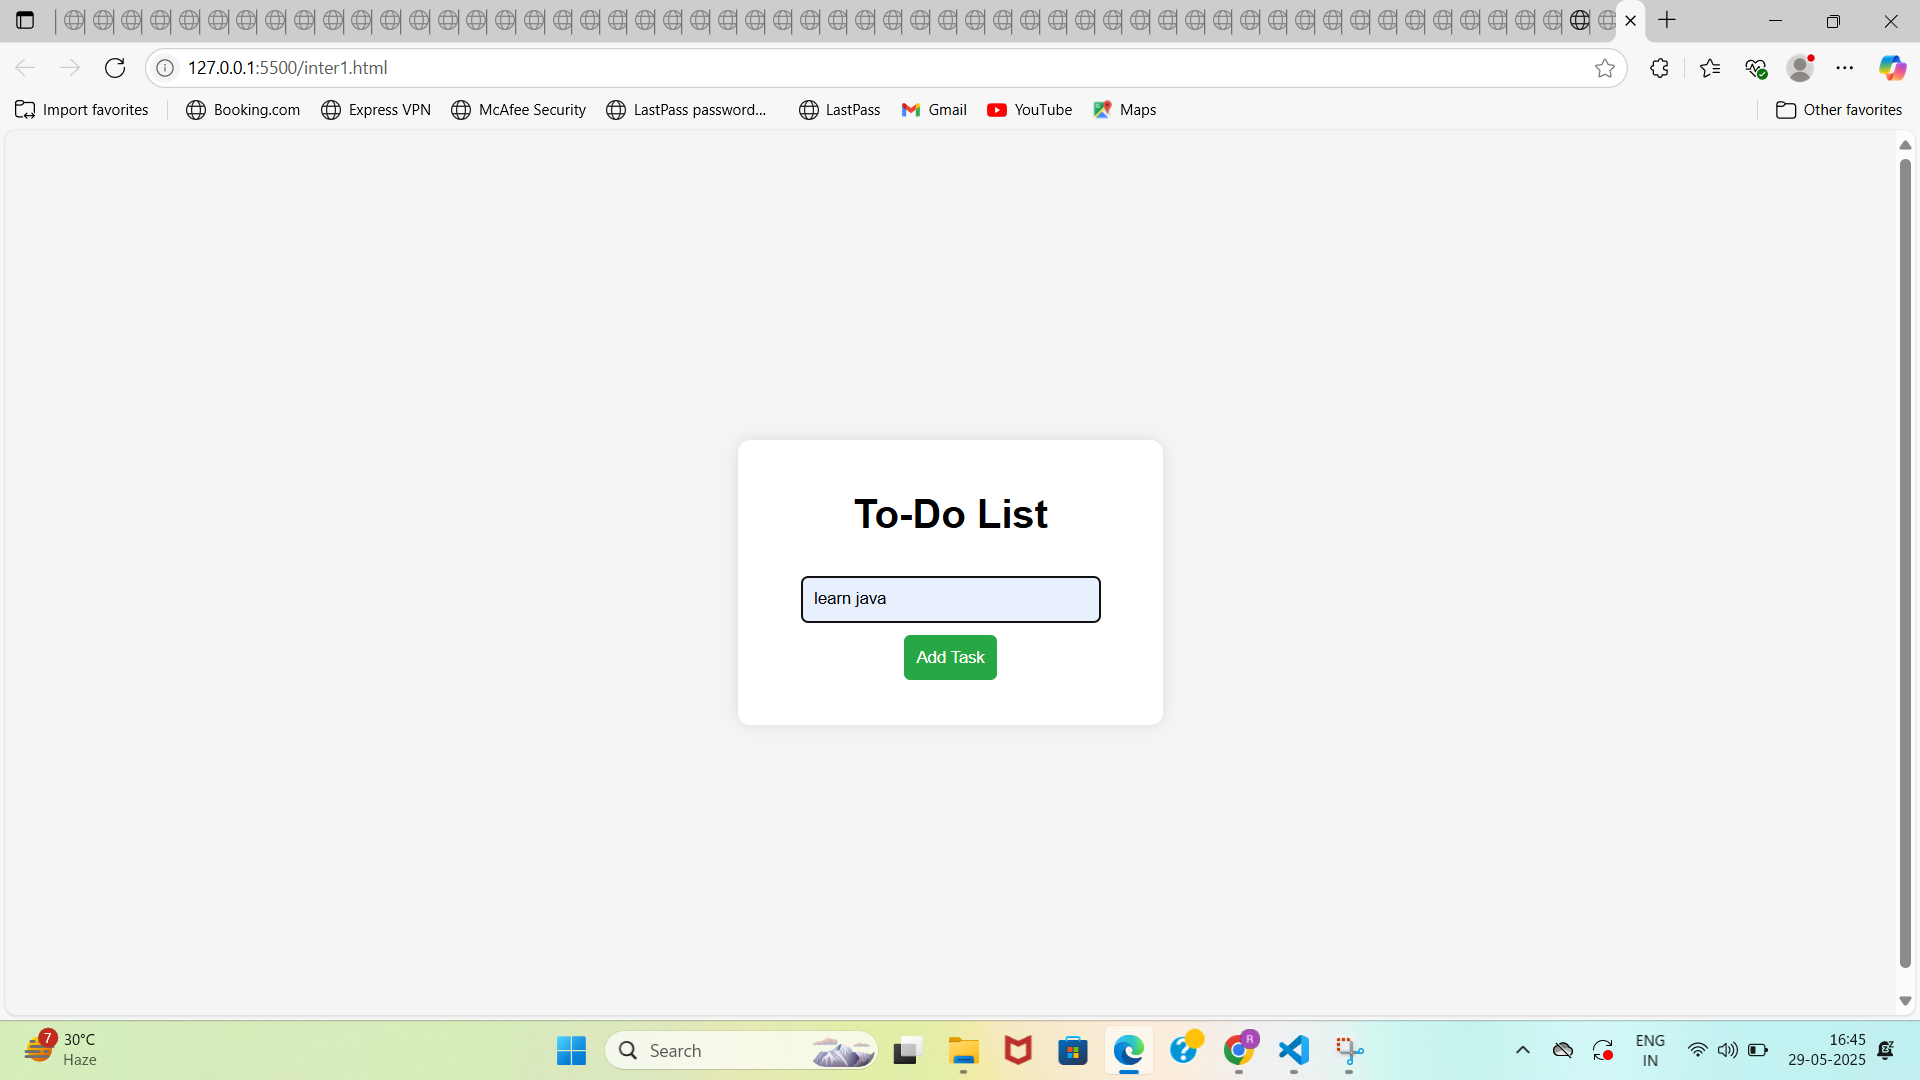 127.0.0.1:5500/inter1.html
Import favorites
Booking.com
Express VPN
McAfee Security
LastPass password...
LastPass
Gmail
YouTube
Maps
Other favorites
To-Do List
learn java
Add Task
7
30°C
Haze
Search
R
ENG
IN
16:45
29-05-2025